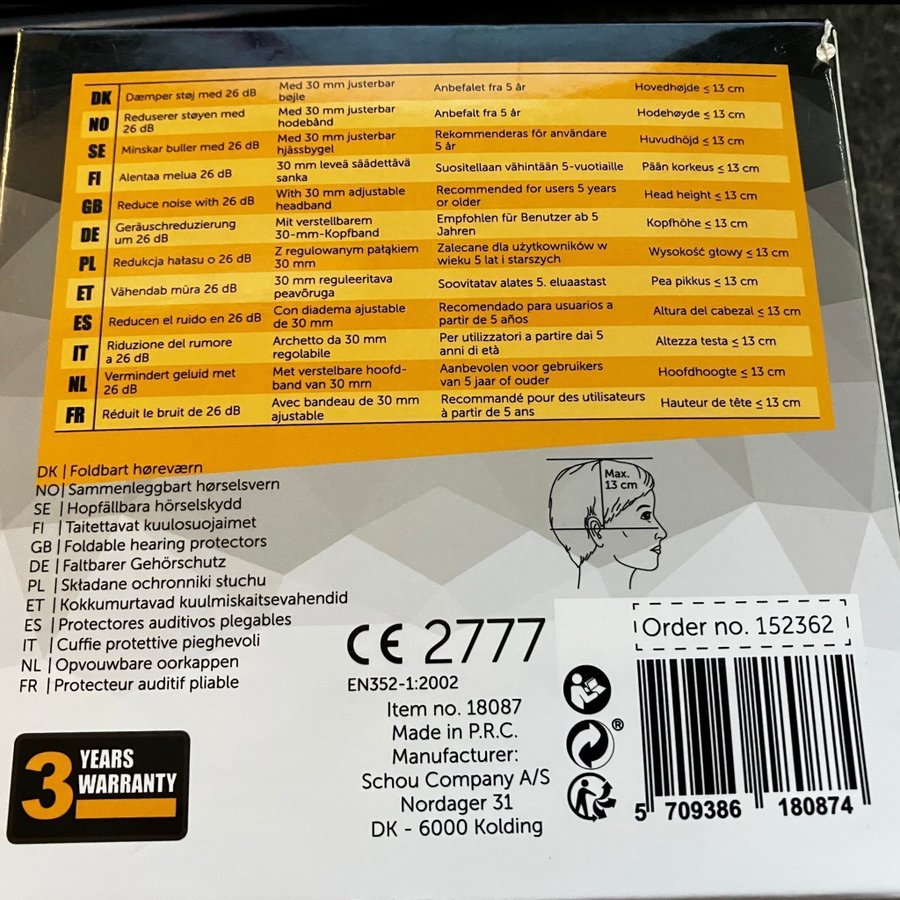 DK Dæmper støj med 26 dB Med 30 mm justerbar bøjle Anbefalet fra 5 år Hovedhøjde ≤ 13 cm
NO Reduserer støyen med 26 dB Med 30 mm justerbar hodebånd Anbefalt fra 5 år Hodehøyde ≤ 13 cm
SE Minskar buller med 26 dB Med 30 mm justerbar hjässbygel Rekommenderas för användare 5 år Huvudhöjd ≤ 13 cm
FI Alentaa melua 26 dB 30 mm leveä säädettävä sanka Suositellaan vähintään 5-vuotiaille Pään korkeus ≤ 13 cm
GB Reduce noise with 26 dB With 30 mm adjustable headband Recommended for users 5 years or older Head height ≤ 13 cm
DE Geräuschreduzierung um 26 dB Mit verstellbarem 30-mm-Kopfband Empfohlen für Benutzer ab 5 Jahren Kopfhöhe ≤ 13 cm
PL Redukcja hałasu o 26 dB Z regulowanym pałąkiem 30 mm Zalecane dla użytkowników w wieku 5 lat i starszych Wysokość głowy ≤ 13 cm
ET Vähendab müra 26 dB 30 mm reguleeritava peavõruga Soovitatav alates 5. eluaastast Pea pikkus ≤ 13 cm
ES Reducen el ruido en 26 dB Con diadema ajustable de 30 mm Recomendado para usuarios a partir de 5 años Altura del cabezal ≤ 13 cm
IT Riduzione del rumore a 26 dB Archetto da 30 mm regolabile Per utilizzatori a partire dai 5 anni di età Altezza testa ≤ 13 cm
NL Vermindert geluid met 26 dB Met verstelbare hoofd-band van 30 mm Aanbevolen voor gebruikers van 5 jaar of ouder Hoofdhoogte ≤ 13 cm
FR Réduit le bruit de 26 dB Avec bandeau de 30 mm ajustable Recommandé pour des utilisateurs à partir de 5 ans Hauteur de tête ≤ 13 cm
DK | Foldbart høreværn
NO | Sammenleggbart hørselsvern
SE | Hopfällbara hörselskydd
FI | Taitettavat kuulosuojaimet
GB | Foldable hearing protectors
DE | Faltbarer Gehörschutz
PL | Składane ochronniki słuchu
ET | Kokkumurtavad kuulmiskaitsevahendid
ES | Protectores auditivos plegables
IT | Cuffie protettive pieghevoli
NL | Opvouwbare oorkappen
FR | Protecteur auditif pliable
Max.
13 cm
CE 2777
EN352-1:2002
Item no. 18087
Made in P.R.C.
Manufacturer:
Schou Company A/S
Nordager 31
DK - 6000 Kolding
Order no. 152362
®
5 709386 180874
3 YEARS
WARRANTY